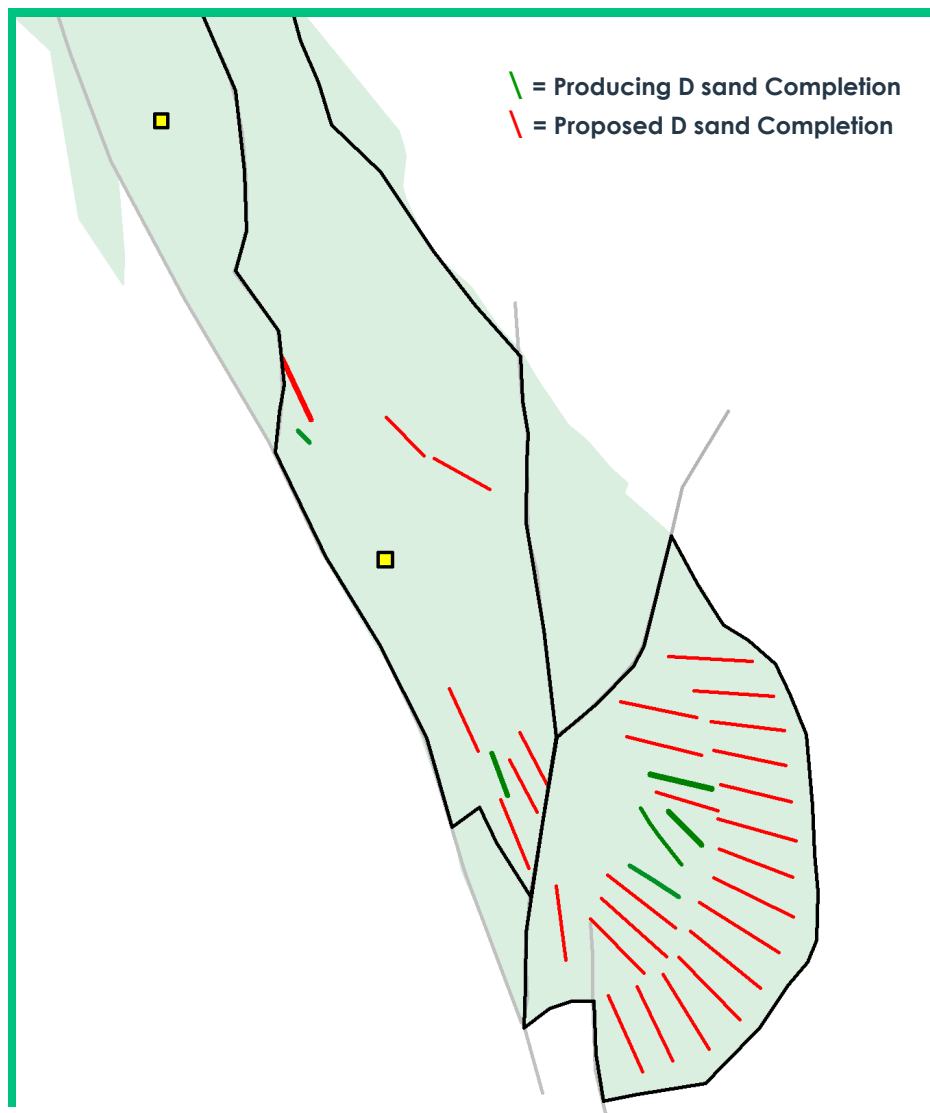 \ = Producing D sand Completion
\ = Proposed D sand Completion